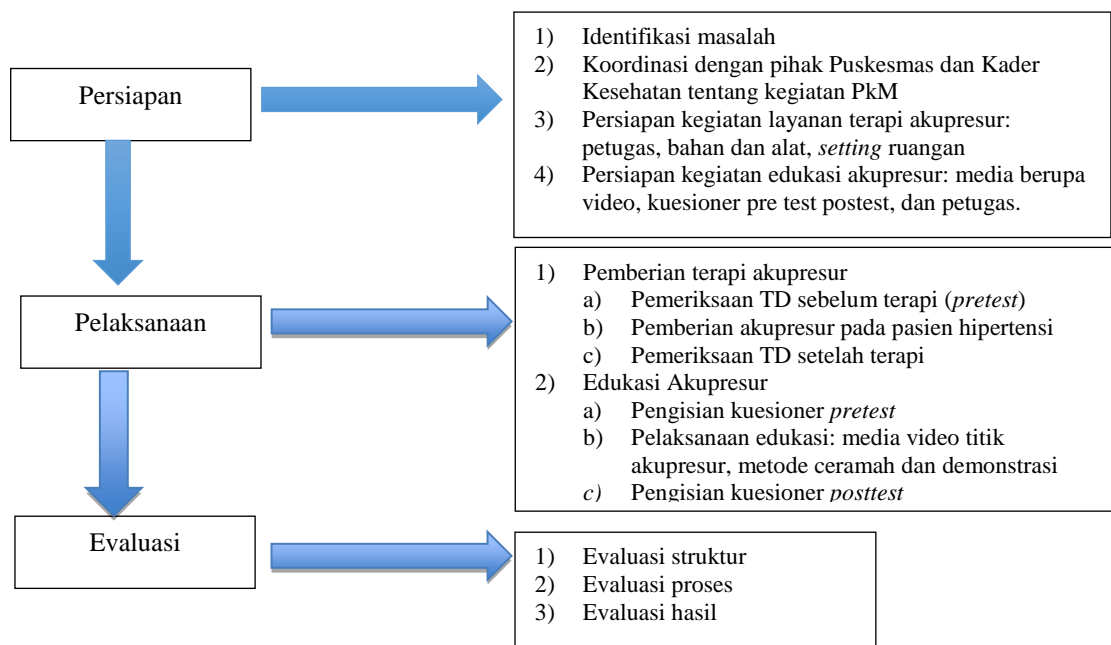 Persiapan
1) Identifikasi masalah
2) Koordinasi dengan pihak Puskesmas dan Kader
Kesehatan tentang kegiatan PkM
3) Persiapan kegiatan layanan terapi akupresur:
petugas, bahan dan alat, setting ruangan
4) Persiapan kegiatan edukasi akupresur: media berupa
video, kuesioner pre test postest, dan petugas.
Pelaksanaan
1) Pemberian terapi akupresur
a) Pemeriksaan TD sebelum terapi (pretest)
b) Pemberian akupresur pada pasien hipertensi
c) Pemeriksaan TD setelah terapi
2) Edukasi Akupresur
a) Pengisian kuesioner pretest
b) Pelaksanaan edukasi: media video titik
akupresur, metode ceramah dan demonstrasi
c) Pengisian kuesioner posttest
Evaluasi
1) Evaluasi struktur
2) Evaluasi proses
3) Evaluasi hasil